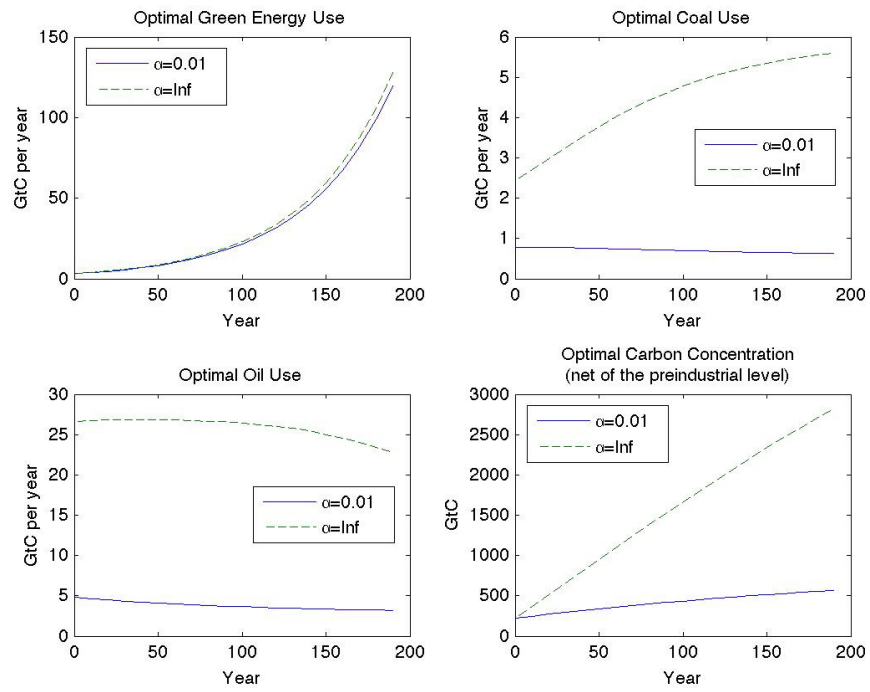 Optimal Green Energy Use
150
100
50
0
GtC per year
α=0.01
α=Inf
0 50 100 150 200
Year
Optimal Coal Use
6
5
4
3
2
1
0
GtC per year
α=0.01
α=Inf
0 50 100 150 200
Year
Optimal Oil Use
30
25
20
15
10
5
0
GtC per year
α=0.01
α=Inf
0 50 100 150 200
Year
Optimal Carbon Concentration
(net of the preindustrial level)
3000
2500
2000
1500
1000
500
0
GtC
α=0.01
α=Inf
0 50 100 150 200
Year